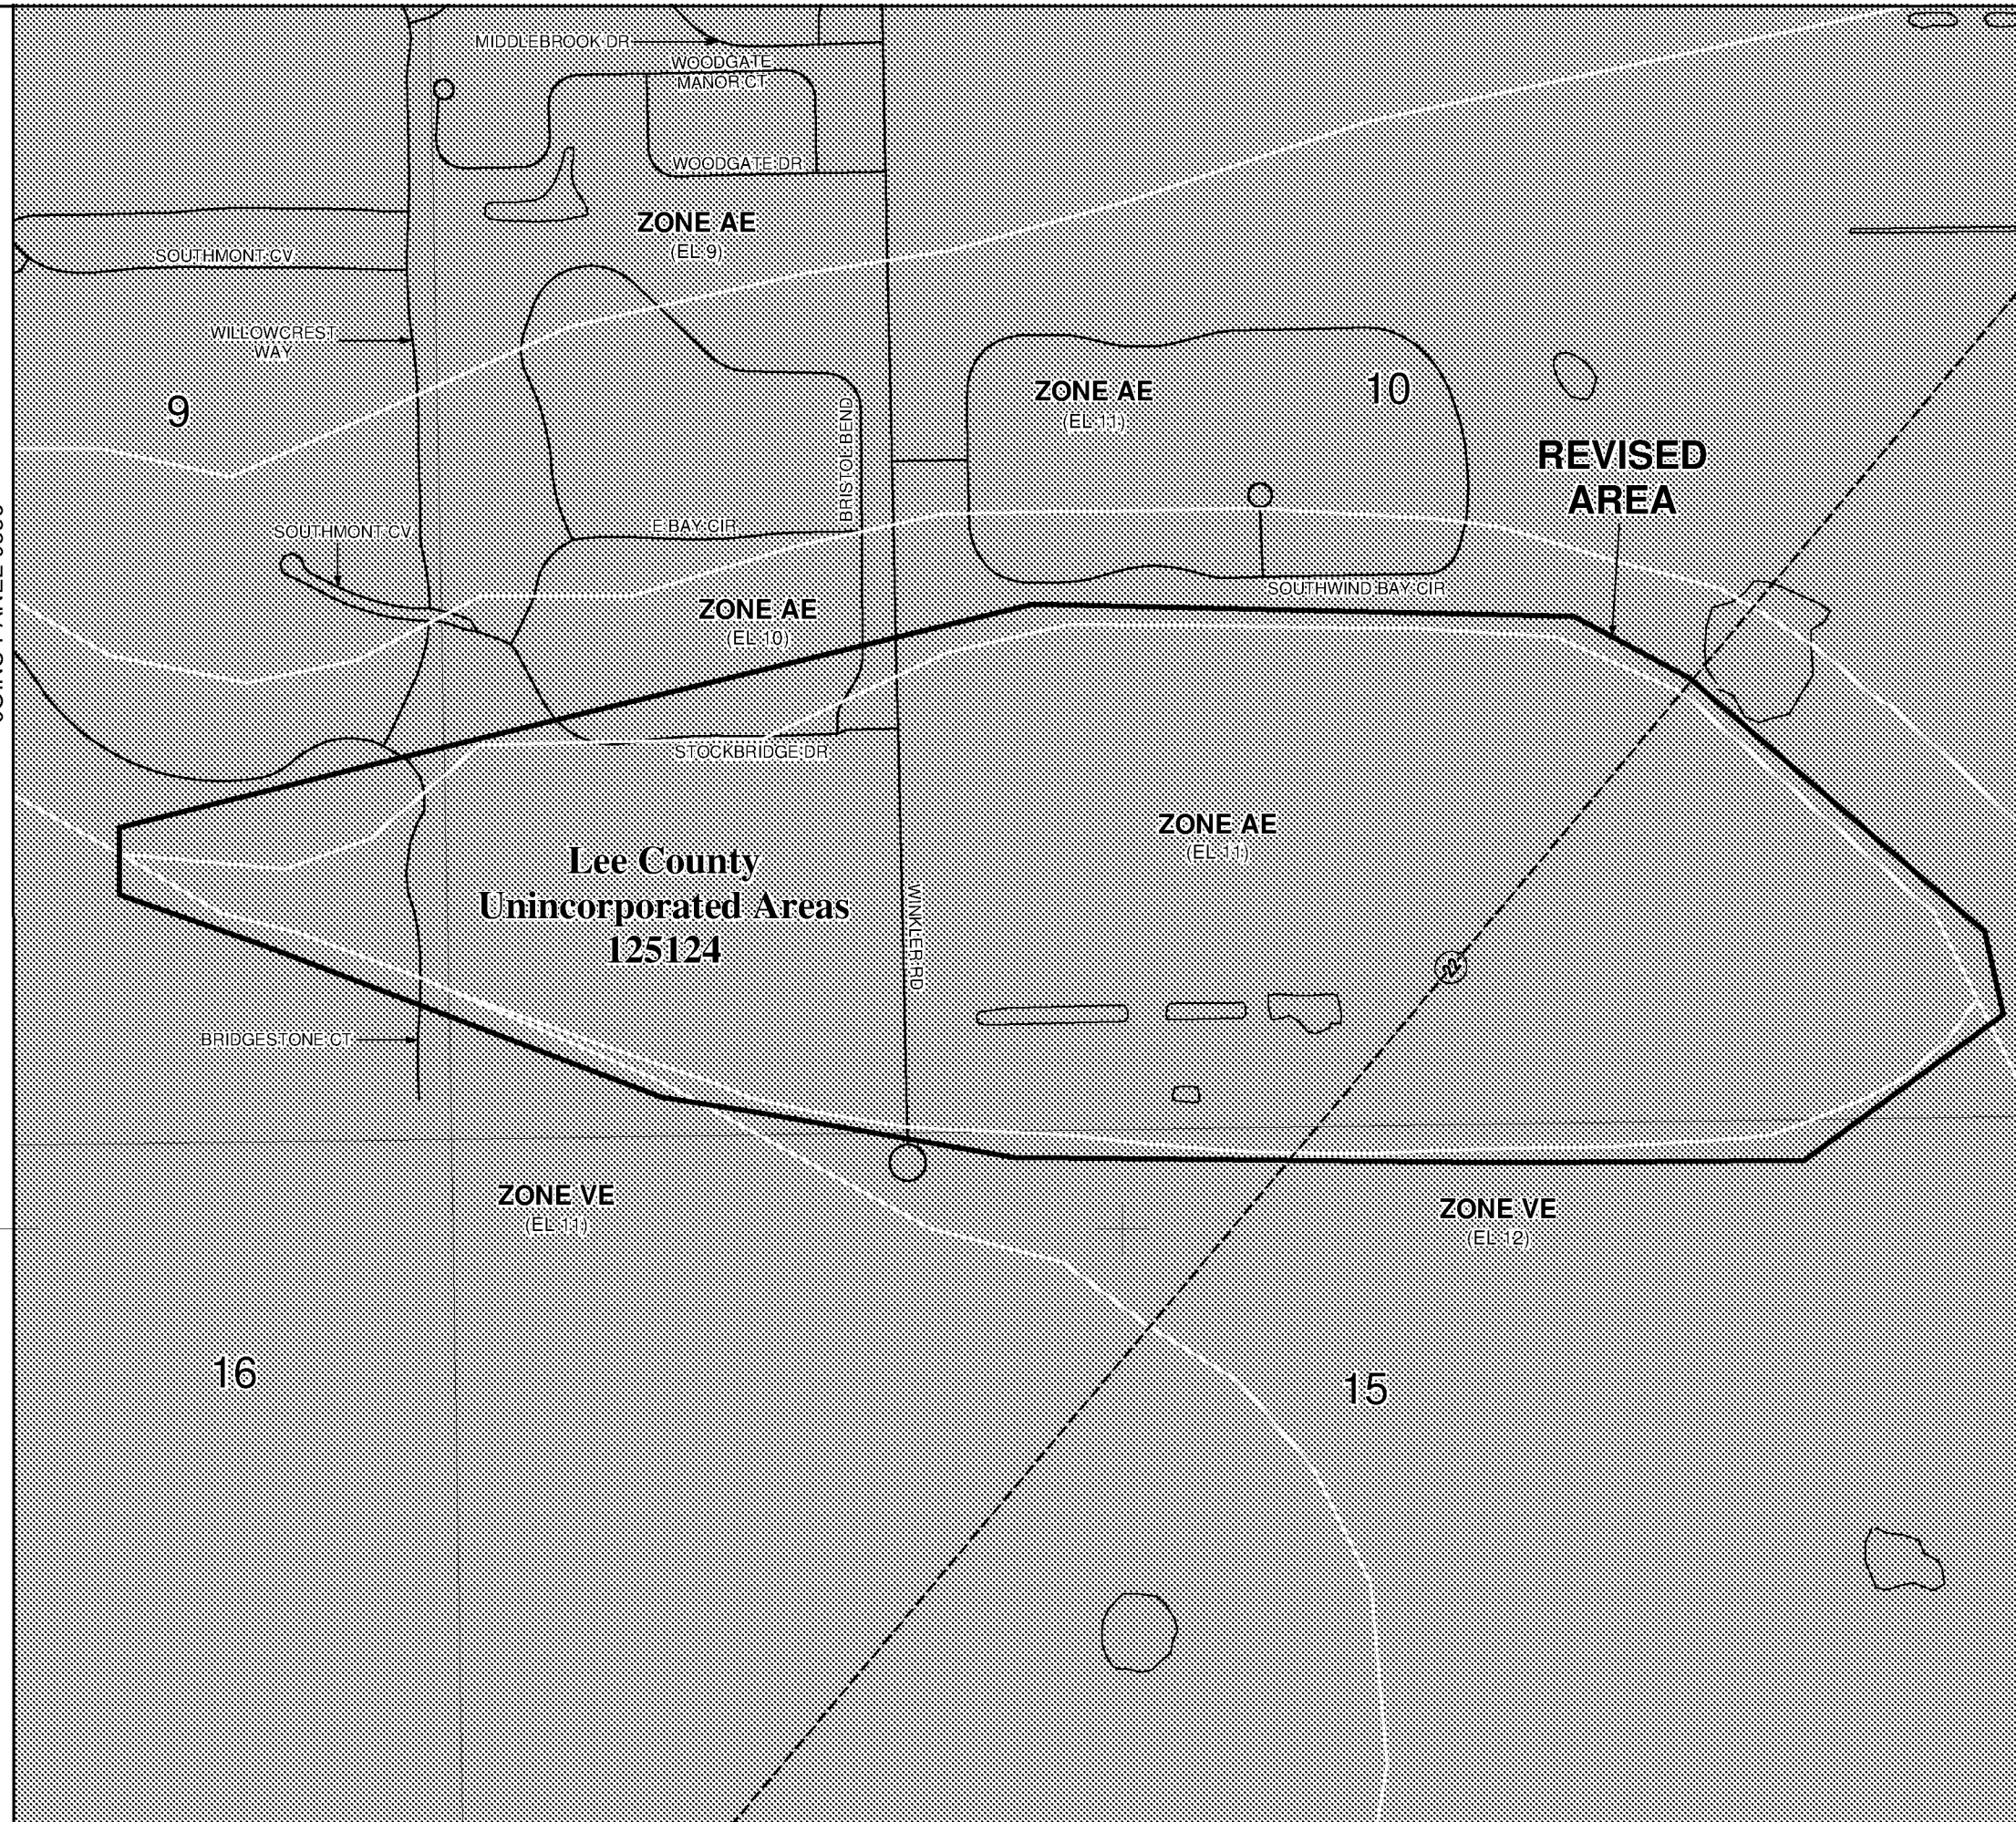 MIDDLEBROOK DR
WOODGATE
MANOR CT
WOODGATE DR
ZONE AE
(EL 9)
SOUTHMONT CV
WILLOWCREST
WAY
9
ZONE AE
(EL 11)
10
BRISTOL BEND
REVISED
AREA
E BAY CIR
SOUTHMONT CV
SOUTHWIND BAY CIR
ZONE AE
(EL 10)
STOCKBRIDGE DR
ZONE AE
(EL 11)
Lee County
Unincorporated Areas
125124
WINKLER RD
22
BRIDGESTONE CT
ZONE VE
(EL 11)
ZONE VE
(EL 12)
16
15